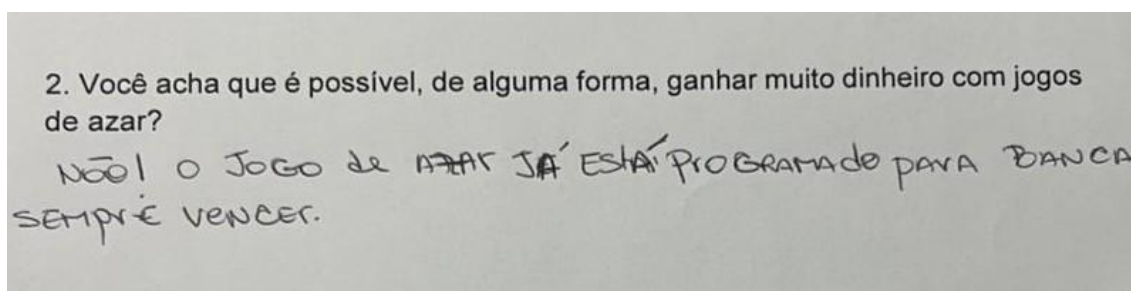 2. Você acha que é possível, de alguma forma, ganhar muito dinheiro com jogos
de azar?
NÃO! O JOGO de AZAR JÁ EStÁ PROGRAMAdo pARA BANCA
SEMPrE VENCEr.